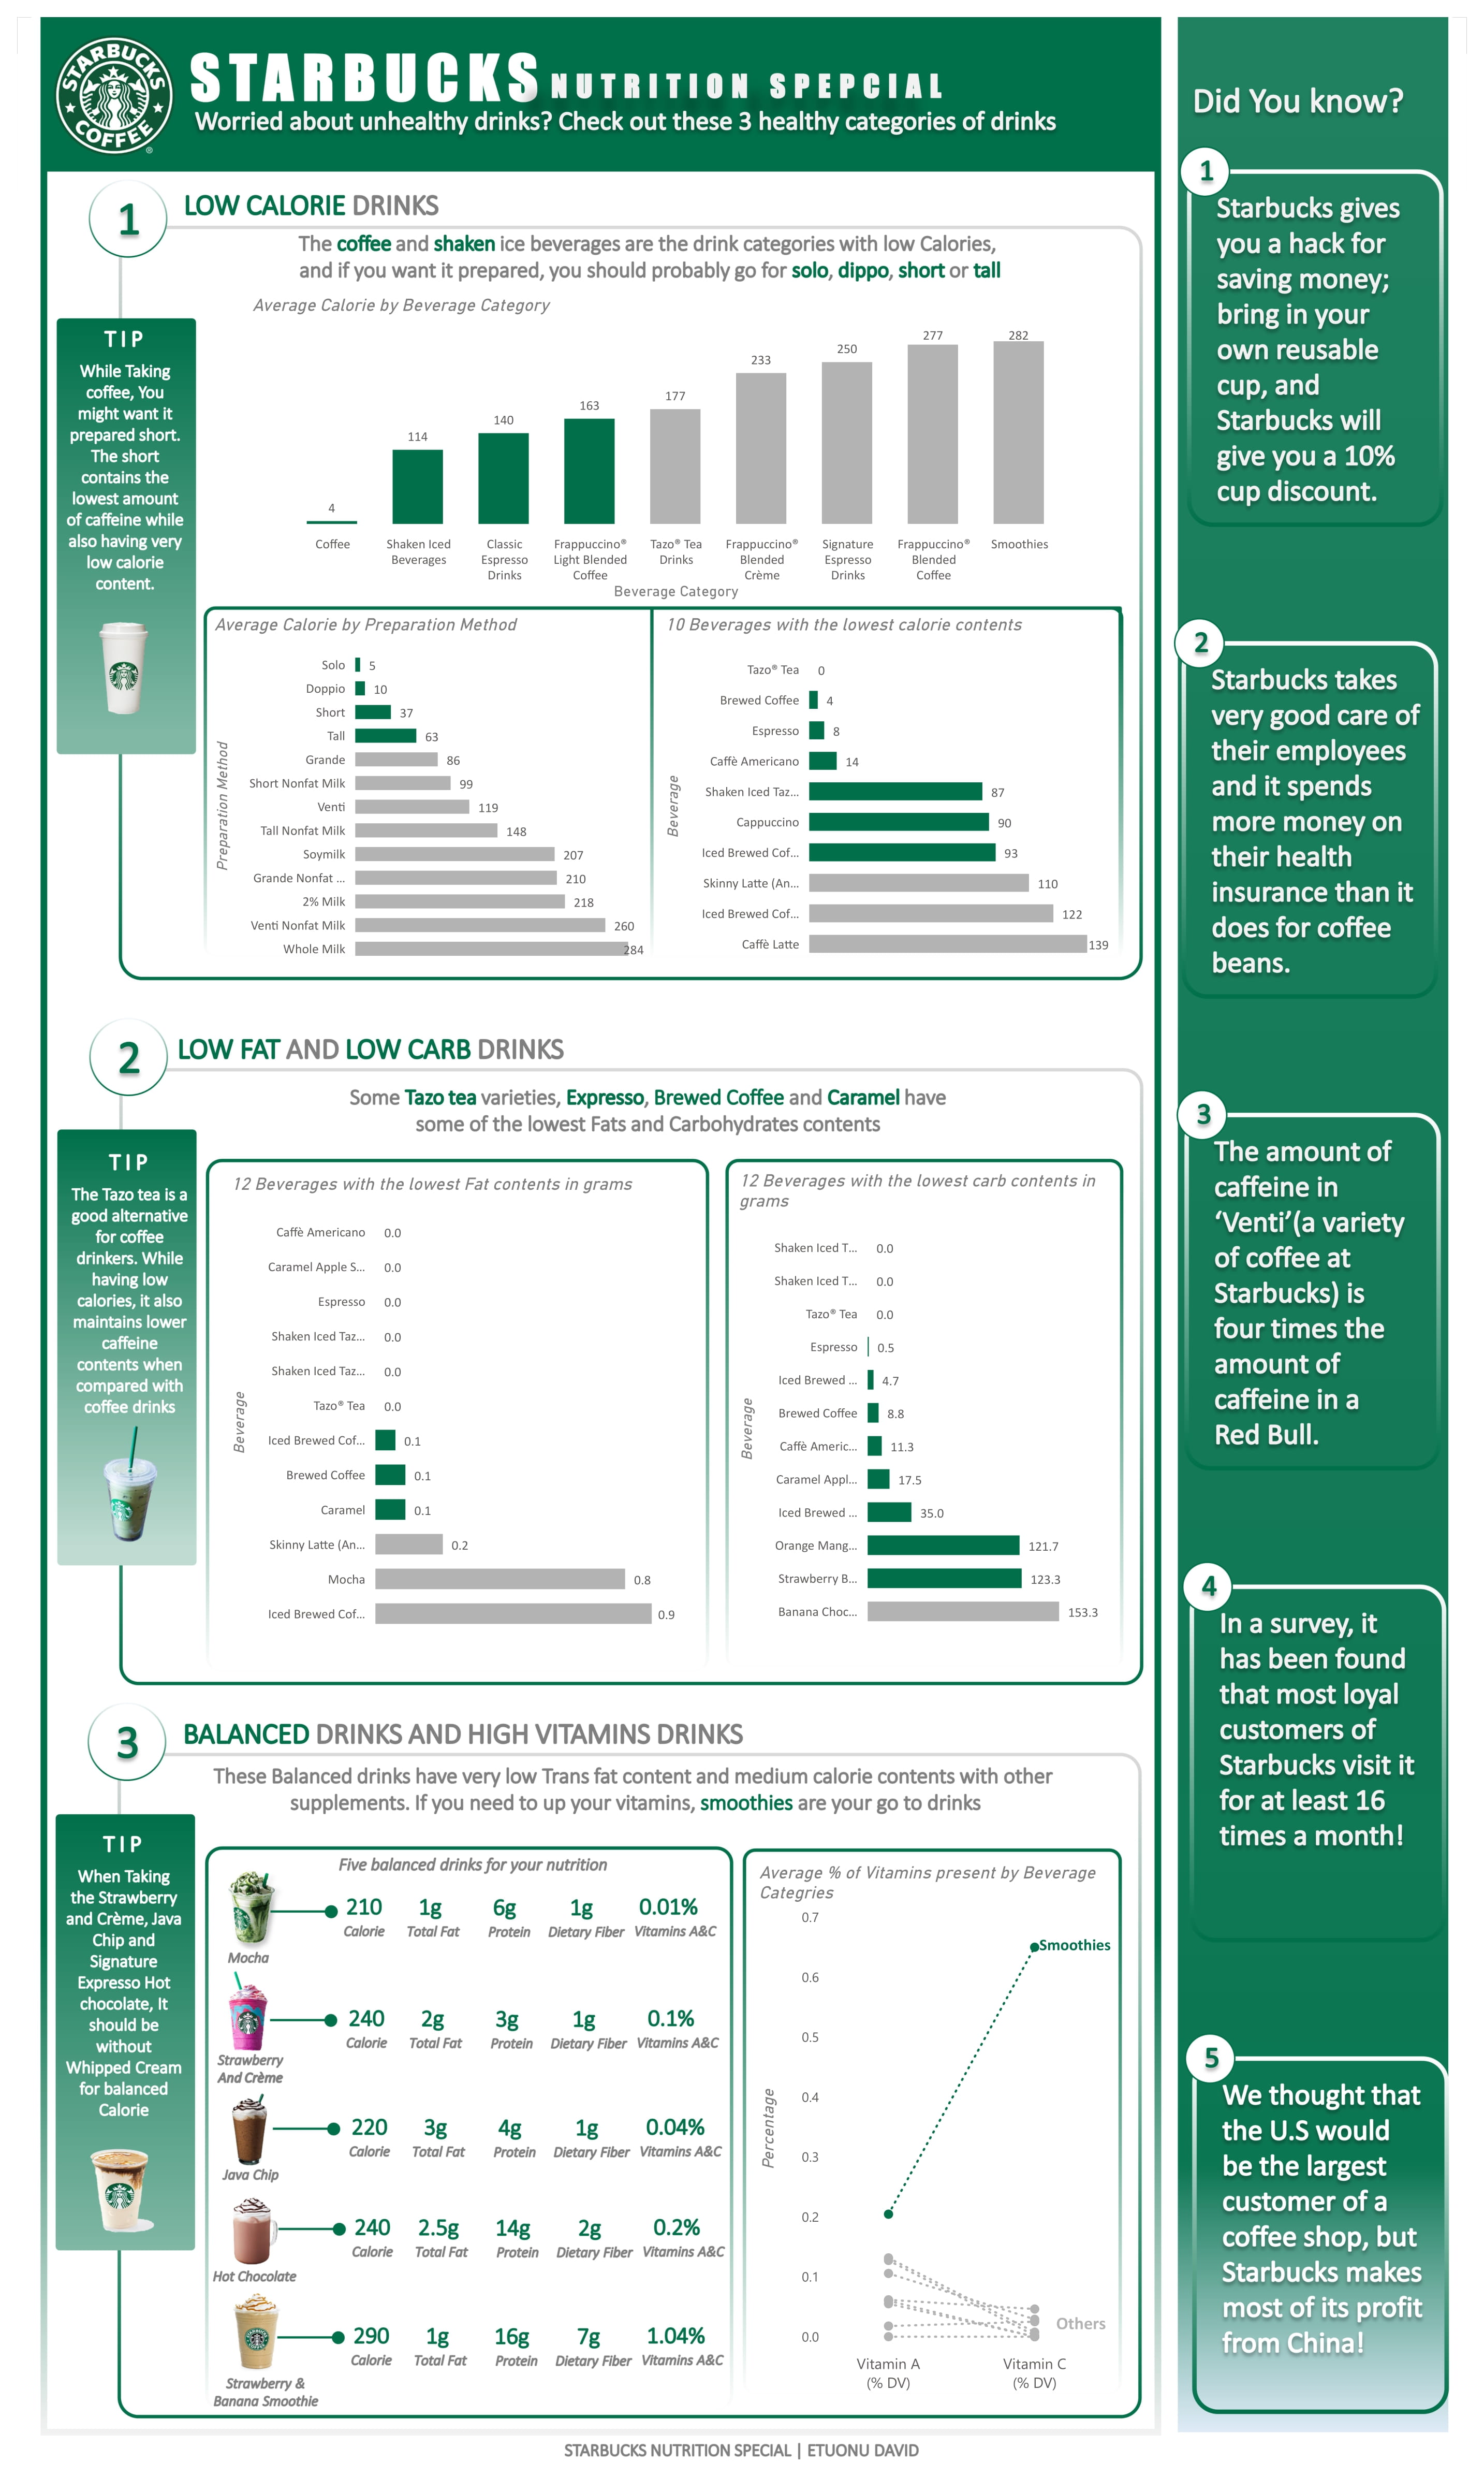 STARBUCKS COFFEE ®
STARBUCKS NUTRITION SPEPCIAL
Worried about unhealthy drinks? Check out these 3 healthy categories of drinks
1
LOW CALORIE DRINKS
The coffee and shaken ice beverages are the drink categories with low Calories,
and if you want it prepared, you should probably go for solo, dippo, short or tall
TIP
While Taking
coffee, You
might want it
prepared short.
The short
contains the
lowest amount
of caffeine while
also having very
low calorie
content.
Average Calorie by Beverage Category
4
114
140
163
177
233
250
277
282
Coffee
Shaken Iced
Beverages
Classic
Espresso
Drinks
Frappuccino®
Light Blended
Coffee
Tazo® Tea
Drinks
Frappuccino®
Blended
Crème
Signature
Espresso
Drinks
Frappuccino®
Blended
Coffee
Smoothies
Beverage Category
Average Calorie by Preparation Method
Preparation Method
Solo 5
Doppio 10
Short 37
Tall 63
Grande 86
Short Nonfat Milk 99
Venti 119
Tall Nonfat Milk 148
Soymilk 207
Grande Nonfat ... 210
2% Milk 218
Venti Nonfat Milk 260
Whole Milk 284
10 Beverages with the lowest calorie contents
Beverage
Tazo® Tea 0
Brewed Coffee 4
Espresso 8
Caffè Americano 14
Shaken Iced Taz... 87
Cappuccino 90
Iced Brewed Cof... 93
Skinny Latte (An... 110
Iced Brewed Cof... 122
Caffè Latte 139
2
LOW FAT AND LOW CARB DRINKS
Some Tazo tea varieties, Expresso, Brewed Coffee and Caramel have
some of the lowest Fats and Carbohydrates contents
TIP
The Tazo tea is a
good alternative
for coffee
drinkers. While
having low
calories, it also
maintains lower
caffeine
contents when
compared with
coffee drinks
12 Beverages with the lowest Fat contents in grams
Beverage
Caffè Americano 0.0
Caramel Apple S... 0.0
Espresso 0.0
Shaken Iced Taz... 0.0
Shaken Iced Taz... 0.0
Tazo® Tea 0.0
Iced Brewed Cof... 0.1
Brewed Coffee 0.1
Caramel 0.1
Skinny Latte (An... 0.2
Mocha 0.8
Iced Brewed Cof... 0.9
12 Beverages with the lowest carb contents in
grams
Beverage
Shaken Iced T... 0.0
Shaken Iced T... 0.0
Tazo® Tea 0.0
Espresso 0.5
Iced Brewed ... 4.7
Brewed Coffee 8.8
Caffè Americ... 11.3
Caramel Appl... 17.5
Iced Brewed ... 35.0
Orange Mang... 121.7
Strawberry B... 123.3
Banana Choc... 153.3
3
BALANCED DRINKS AND HIGH VITAMINS DRINKS
These Balanced drinks have very low Trans fat content and medium calorie contents with other
supplements. If you need to up your vitamins, smoothies are your go to drinks
TIP
When Taking
the Strawberry
and Crème, Java
Chip and
Signature
Expresso Hot
chocolate, It
should be
without
Whipped Cream
for balanced
Calorie
Five balanced drinks for your nutrition
210 1g 6g 1g 0.01%
Calorie Total Fat Protein Dietary Fiber Vitamins A&C
Mocha
240 2g 3g 1g 0.1%
Calorie Total Fat Protein Dietary Fiber Vitamins A&C
Strawberry
And Crème
220 3g 4g 1g 0.04%
Calorie Total Fat Protein Dietary Fiber Vitamins A&C
Java Chip
240 2.5g 14g 2g 0.2%
Calorie Total Fat Protein Dietary Fiber Vitamins A&C
Hot Chocolate
290 1g 16g 7g 1.04%
Calorie Total Fat Protein Dietary Fiber Vitamins A&C
Strawberry &
Banana Smoothie
Average % of Vitamins present by Beverage
Categries
Percentage
0.7
0.6
0.5
0.4
0.3
0.2
0.1
0.0
Smoothies
Others
Vitamin A
(% DV)
Vitamin C
(% DV)
Did You know?
1
Starbucks gives
you a hack for
saving money;
bring in your
own reusable
cup, and
Starbucks will
give you a 10%
cup discount.
2
Starbucks takes
very good care of
their employees
and it spends
more money on
their health
insurance than it
does for coffee
beans.
3
The amount of
caffeine in
‘Venti’(a variety
of coffee at
Starbucks) is
four times the
amount of
caffeine in a
Red Bull.
4
In a survey, it
has been found
that most loyal
customers of
Starbucks visit it
for at least 16
times a month!
5
We thought that
the U.S would
be the largest
customer of a
coffee shop, but
Starbucks makes
most of its profit
from China!
STARBUCKS NUTRITION SPECIAL | ETUONU DAVID